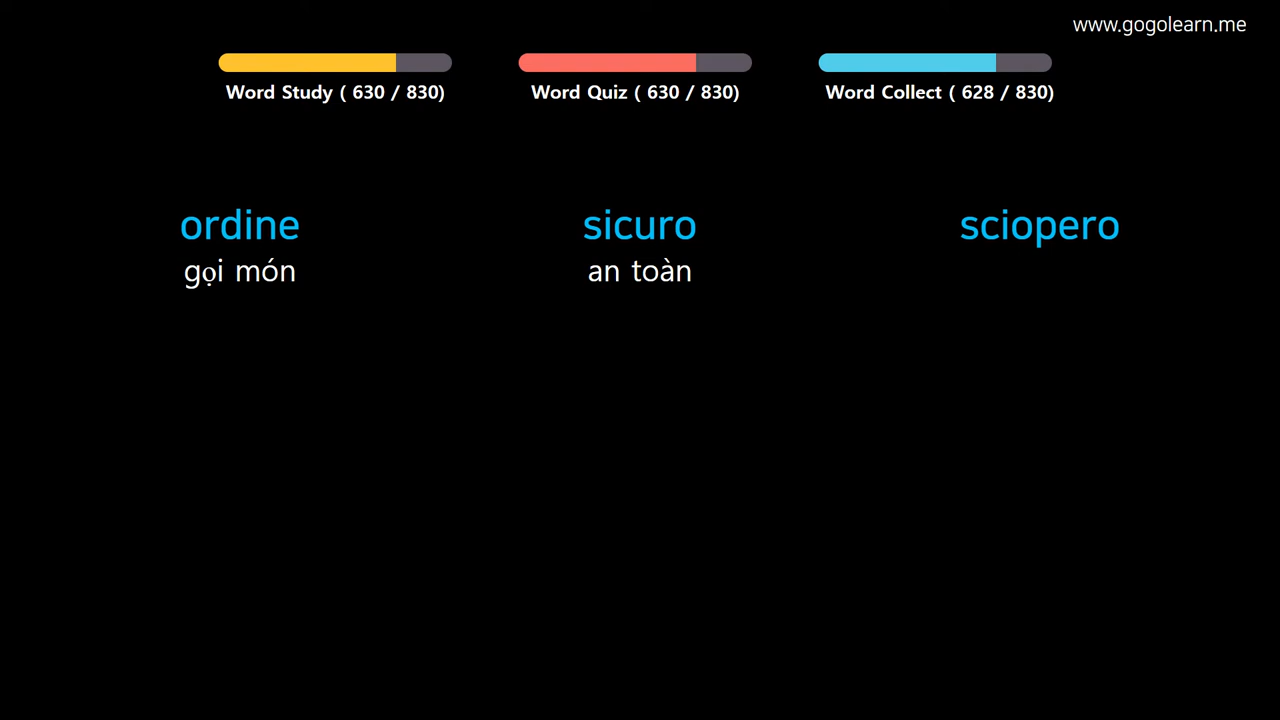 www.gogolearn.me
Word Study ( 630 / 830)
Word Quiz ( 630 / 830)
Word Collect ( 628 / 830)
ordine
gọi món
sicuro
an toàn
sciopero